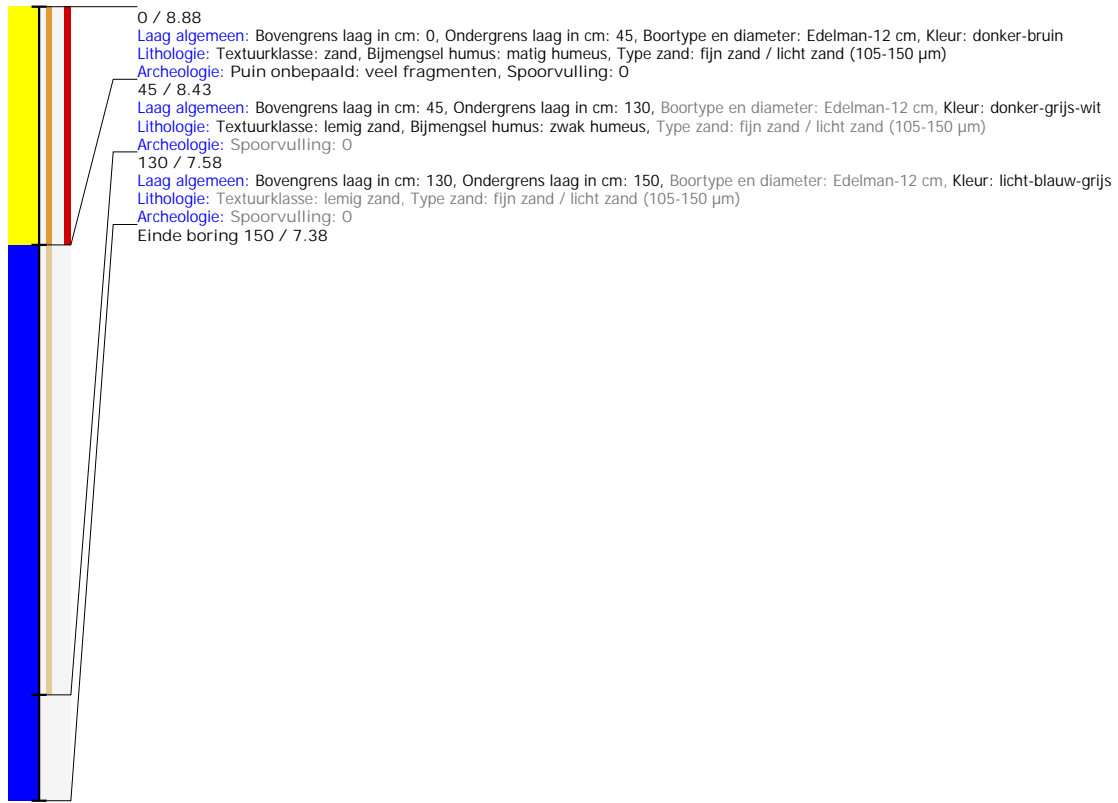 0 / 8.88
Laag algemeen: Bovengrens laag in cm: 0, Ondergrens laag in cm: 45, Boortype en diameter: Edelman-12 cm, Kleur: donker-bruin
Lithologie: Textuurklasse: zand, Bijmengsel humus: matig humeus, Type zand: fijn zand / licht zand (105-150 µm)
Archeologie: Puin onbepaald: veel fragmenten, Spoorvulling: 0
45 / 8.43
Laag algemeen: Bovengrens laag in cm: 45, Ondergrens laag in cm: 130, Boortype en diameter: Edelman-12 cm, Kleur: donker-grijs-wit
Lithologie: Textuurklasse: lemig zand, Bijmengsel humus: zwak humeus, Type zand: fijn zand / licht zand (105-150 µm)
Archeologie: Spoorvulling: 0
130 / 7.58
Laag algemeen: Bovengrens laag in cm: 130, Ondergrens laag in cm: 150, Boortype en diameter: Edelman-12 cm, Kleur: licht-blauw-grijs
Lithologie: Textuurklasse: lemig zand, Type zand: fijn zand / licht zand (105-150 µm)
Archeologie: Spoorvulling: 0
Einde boring 150 / 7.38